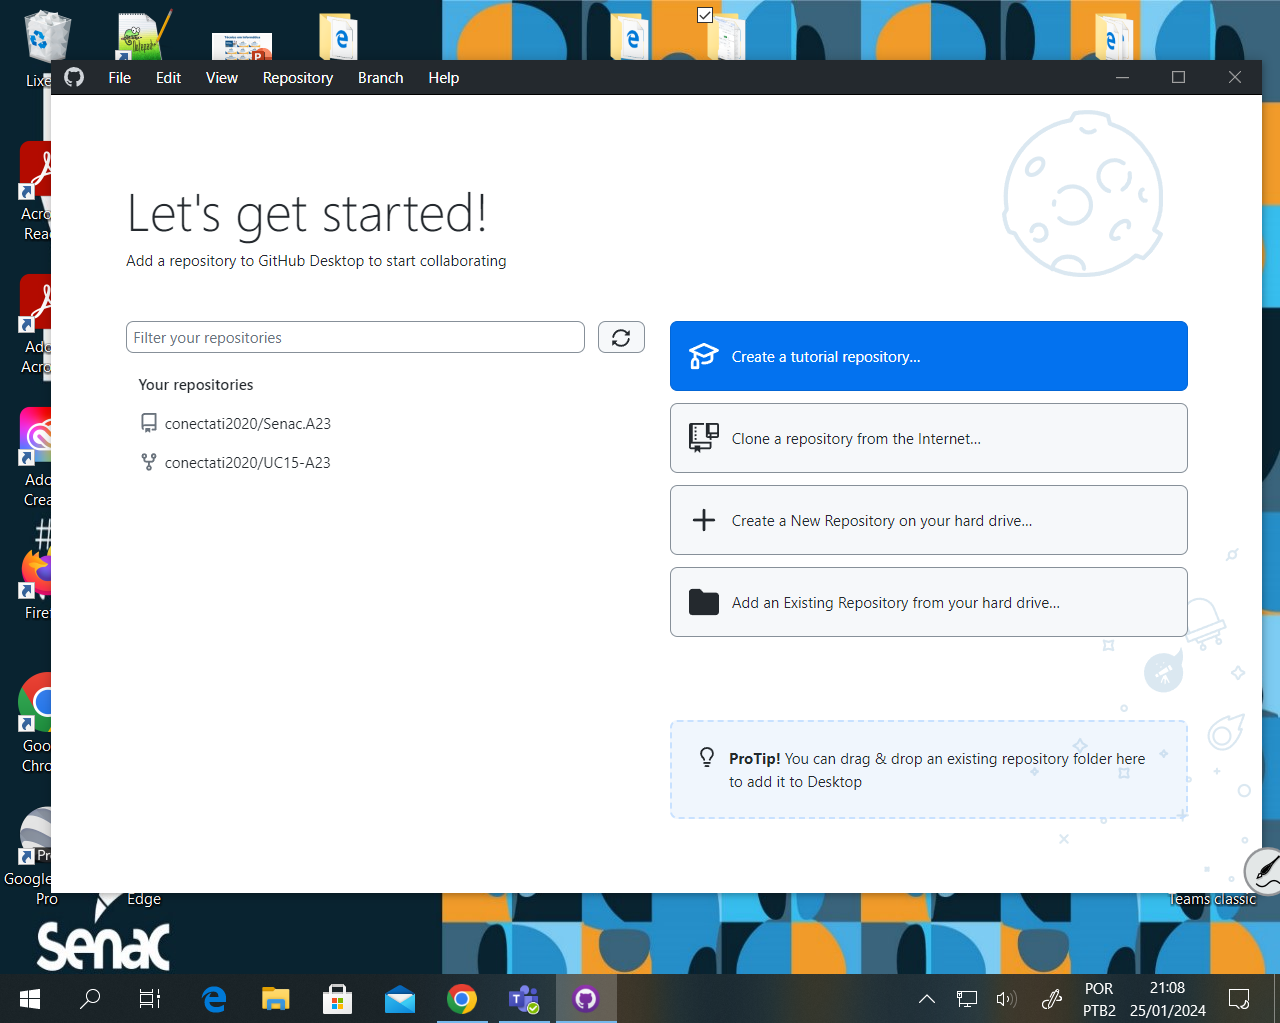 File Edit View Repository Branch Help
Let's get started!
Add a repository to GitHub Desktop to start collaborating
Filter your repositories
Your repositories
conectati2020/Senac.A23
conectati2020/UC15-A23
Create a tutorial repository...
Clone a repository from the Internet...
Create a New Repository on your hard drive...
Add an Existing Repository from your hard drive...
ProTip! You can drag & drop an existing repository folder here
to add it to Desktop
Lixe
Acro
Rea
Ado
Acro
Ado
Crea
Firef
Goo
Chro
Pr
Google
Pro
Edge
Teams classic
Senac
POR
PTB2
21:08
25/01/2024